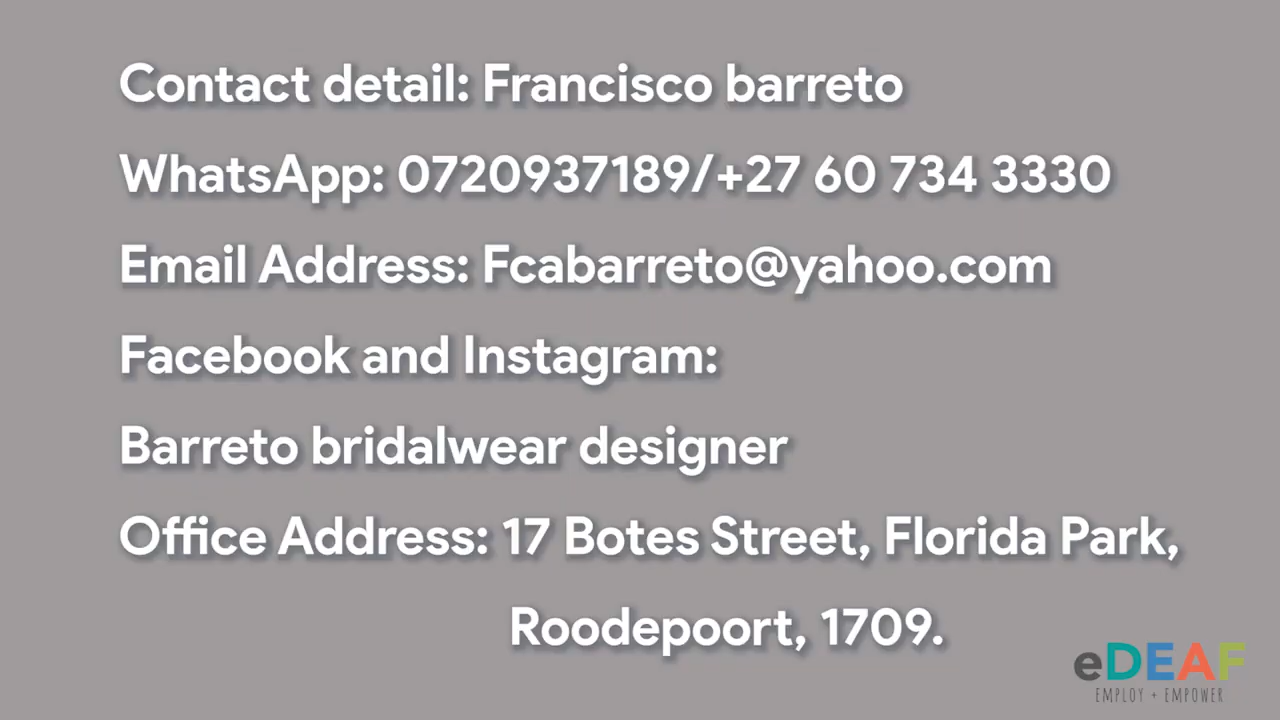 Contact detail: Francisco barreto
WhatsApp: 0720937189/+27 60 734 3330
Email Address: Fcabarreto@yahoo.com
Facebook and Instagram:
Barreto bridalwear designer
Office Address: 17 Botes Street, Florida Park,
Roodepoort, 1709.
eDEAF
EMPLOY + EMPOWER